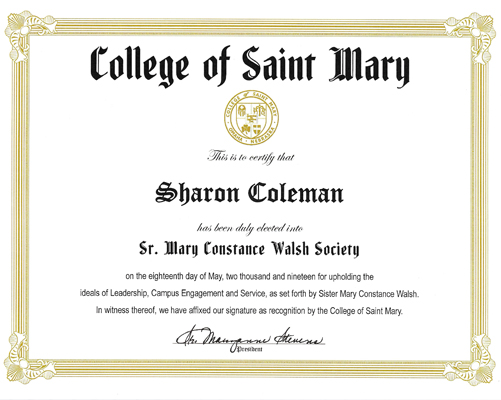 College of Saint Mary
COLLEGE OF SAINT MARY
OMAHA · NEBRASKA
This is to certify that
Sharon Coleman
has been duly elected into
Sr. Mary Constance Walsh Society
on the eighteenth day of May, two thousand and nineteen for upholding the
ideals of Leadership, Campus Engagement and Service, as set forth by Sister Mary Constance Walsh.
In witness thereof, we have affixed our signature as recognition by the College of Saint Mary.
Sr. Maryanne Stevens
President